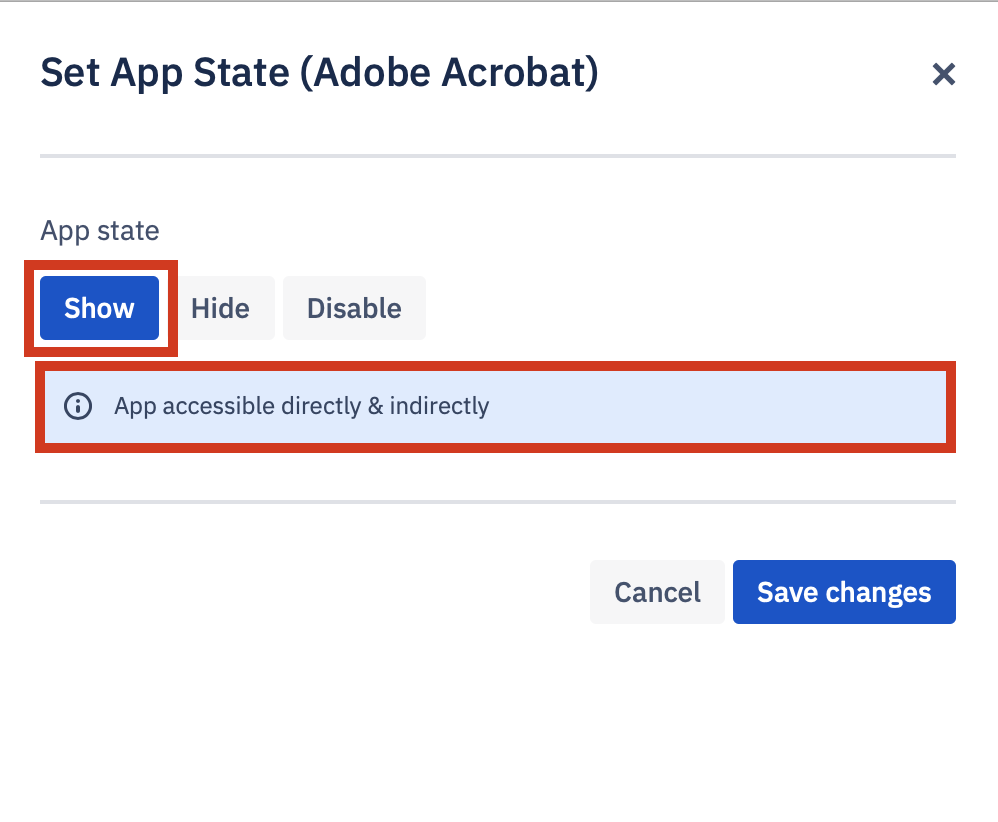 Set App State (Adobe Acrobat)
App state
Show Hide Disable
App accessible directly & indirectly
Cancel Save changes